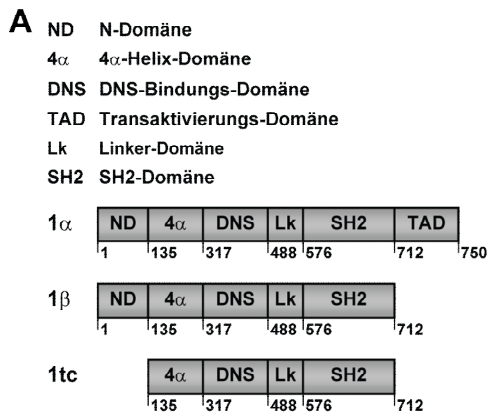 A
ND N-Domäne
4α 4α-Helix-Domäne
DNS DNS-Bindungs-Domäne
TAD Transaktivierungs-Domäne
Lk Linker-Domäne
SH2 SH2-Domäne
1α ND 4α DNS Lk SH2 TAD
1 135 317 488 576 712 750
1β ND 4α DNS Lk SH2
1 135 317 488 576 712
1tc 4α DNS Lk SH2
135 317 488 576 712